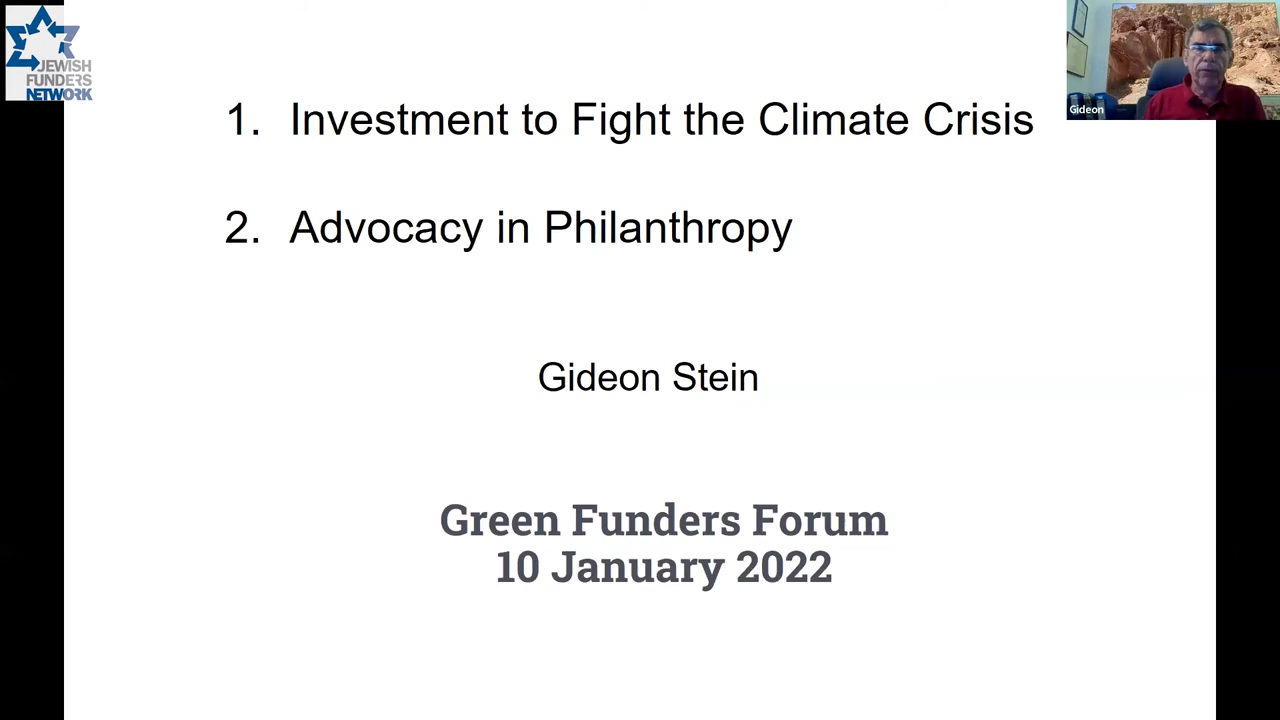 JEWISH
FUNDERS
NETWORK
Gideon
1. Investment to Fight the Climate Crisis
2. Advocacy in Philanthropy
Gideon Stein
Green Funders Forum
10 January 2022